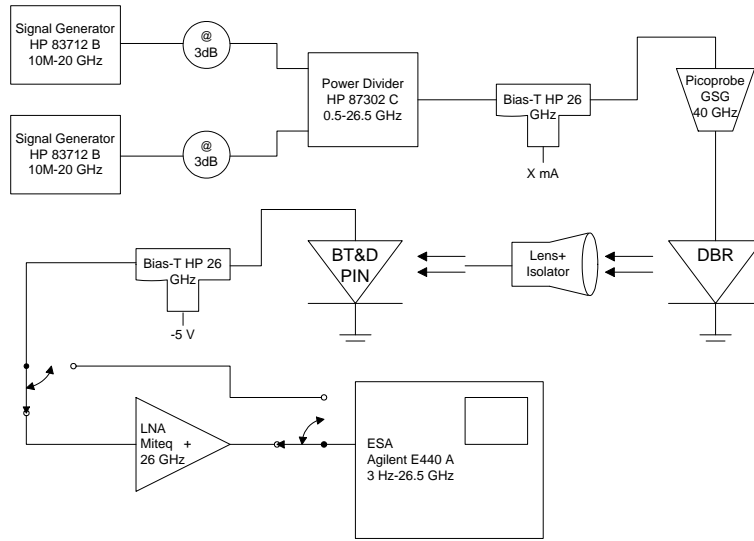 Signal Generator
HP 83712 B
10M-20 GHz
@
3dB
Power Divider
HP 87302 C
0.5-26.5 GHz
Bias-T HP 26
GHz
X mA
Picoprobe
GSG
40 GHz
Signal Generator
HP 83712 B
10M-20 GHz
@
3dB
Bias-T HP 26
GHz
-5 V
BT&D
PIN
Lens+
Isolator
DBR
LNA
Miteq +
26 GHz
ESA
Agilent E440 A
3 Hz-26.5 GHz